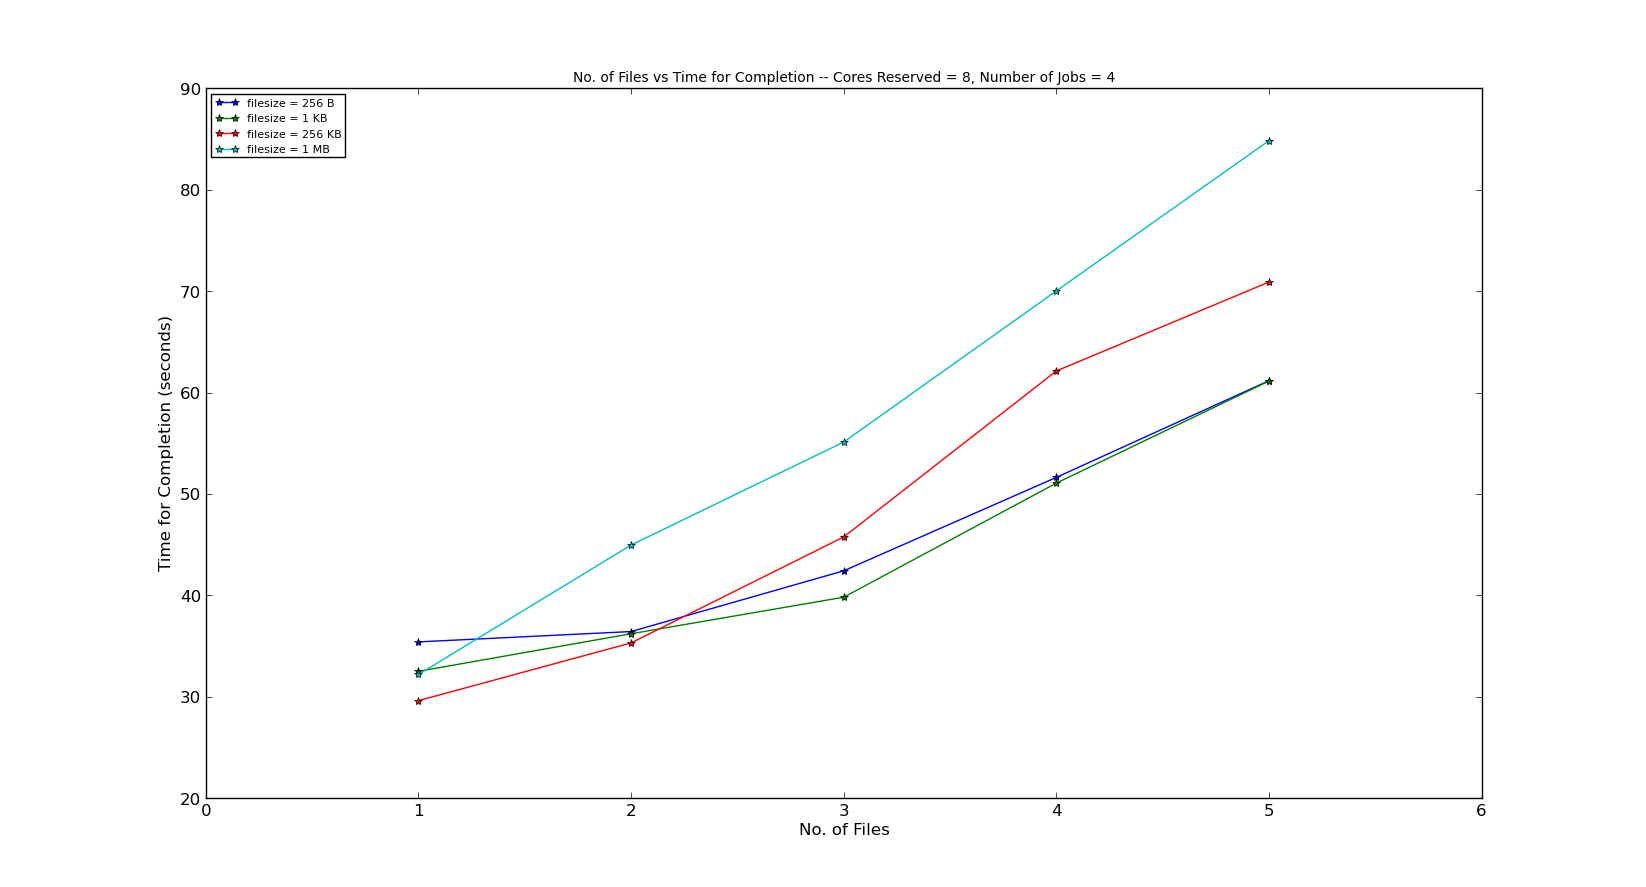 No. of Files vs Time for Completion -- Cores Reserved = 8, Number of Jobs = 4
90
80
70
60
50
40
30
20
Time for Completion (seconds)
filesize = 256 B
filesize = 1 KB
filesize = 256 KB
filesize = 1 MB
0 1 2 3 4 5 6
No. of Files